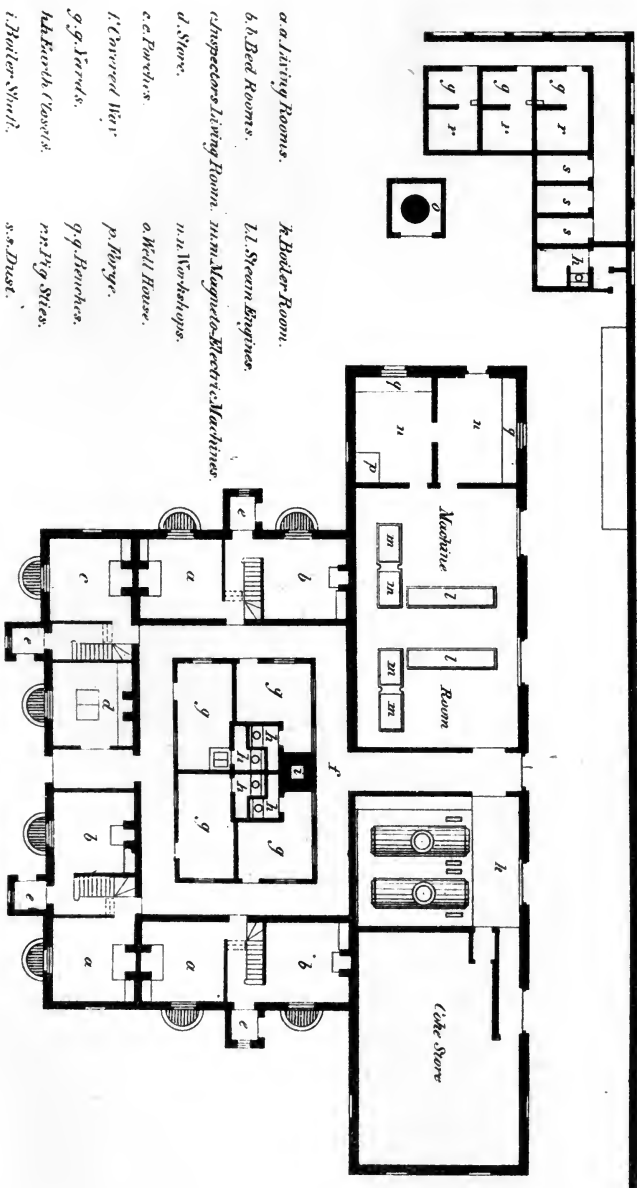 g r s s s h
g r
g r
o
q n k
q n p
Machine Room
Coke Store
l l
m m m m
f
i
b b
g h h g
h h
e e
g g
a a
c d b a
e e
a.a.Living Rooms. k.Boiler Room.
b.b.Bed Rooms. l.l.Steam Engines.
c.Inspectors Living Room. m.m.Magneto-Electric Machines.
d.Store. n.n.Workshops.
e.e.Porches. o.Well House.
f.Covered Way p.Forge.
g.g.Yards. q.q.Benches.
h.h.Earth Closets. r.r.Pig Sties.
i.Boiler Shaft. s.s.Dust.